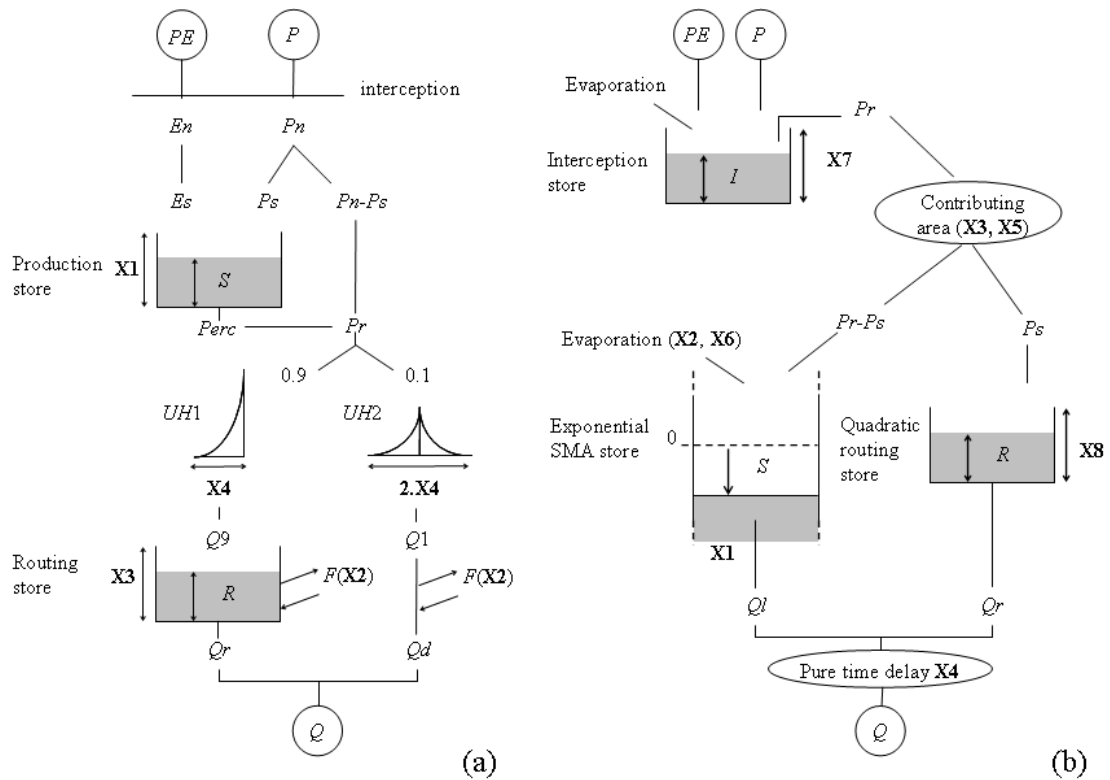 PE P
interception
En Pn
Es Ps Pn-Ps
Production
store
X1
S
Perc Pr
0.9 0.1
UH1 UH2
X4 2.X4
Q9 Q1
Routing
store
X3
R
F(X2) F(X2)
Qr Qd
Q
(a)
PE P
Evaporation
Pr
Interception
store
I
X7
Contributing
area (X3, X5)
Pr-Ps Ps
Evaporation (X2, X6)
Exponential
SMA store
0
S
X1
Quadratic
routing
store
R
X8
Ql Qr
Pure time delay X4
Q
(b)